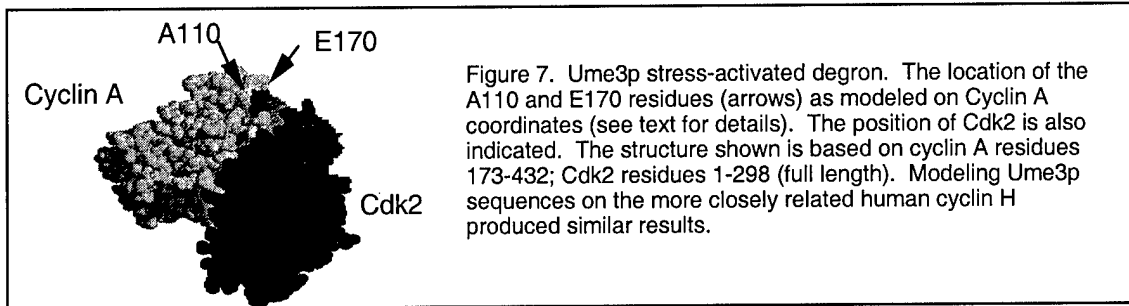 A110
E170
Cyclin A
Cdk2
Figure 7. Ume3p stress-activated degron. The location of the
A110 and E170 residues (arrows) as modeled on Cyclin A
coordinates (see text for details). The position of Cdk2 is also
indicated. The structure shown is based on cyclin A residues
173-432; Cdk2 residues 1-298 (full length). Modeling Ume3p
sequences on the more closely related human cyclin H
produced similar results.